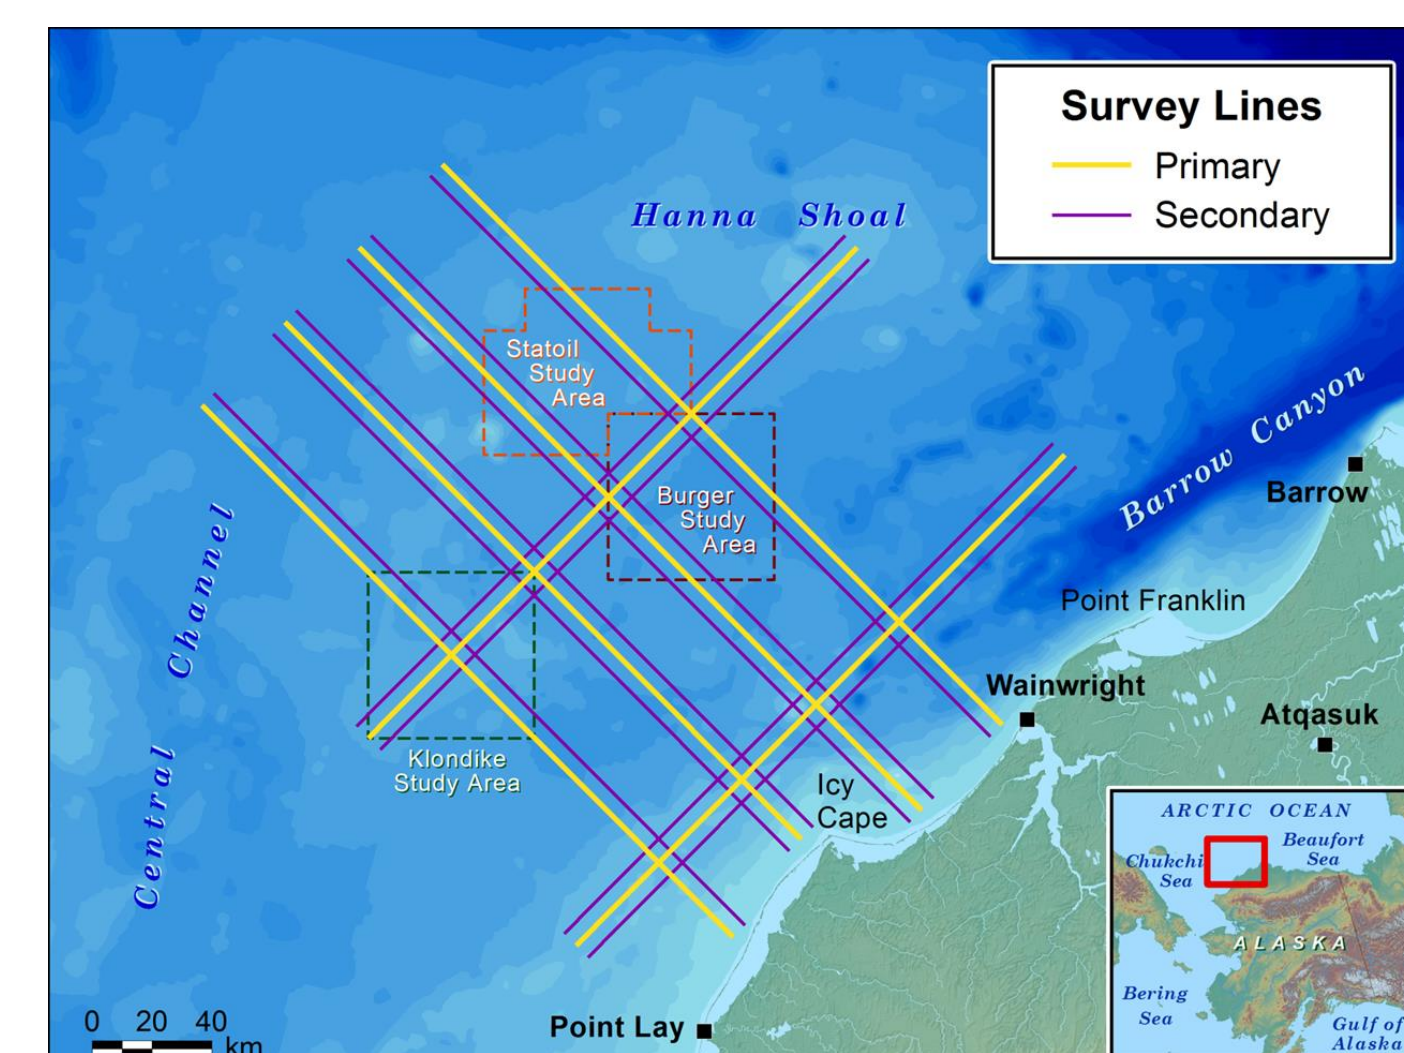 Survey Lines
Primary
Secondary
Hanna Shoal
Statoil
Study
Area
Burger
Study
Area
Barrow Canyon
Barrow
Point Franklin
Wainwright
Atqasuk
Central Channel
Klondike
Study Area
Icy
Cape
ARCTIC OCEAN
Beaufort
Sea
Chukchi
Sea
ALASKA
Bering
Sea
Gulf of
Alaska
0 20 40
km
Point Lay